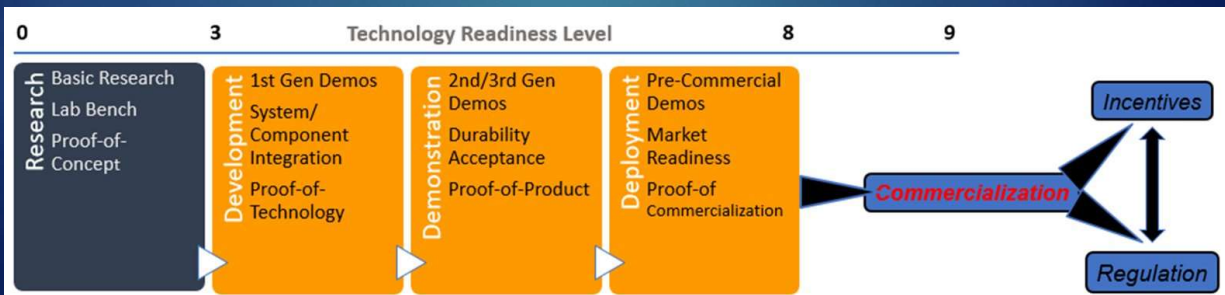 0 3 Technology Readiness Level 8 9
Research
Basic Research
Lab Bench
Proof-of-
Concept
Development
1st Gen Demos
System/
Component
Integration
Proof-of-
Technology
Demonstration
2nd/3rd Gen
Demos
Durability
Acceptance
Proof-of-Product
Deployment
Pre-Commercial
Demos
Market
Readiness
Proof-of
Commercialization
Commercialization
Incentives
Regulation